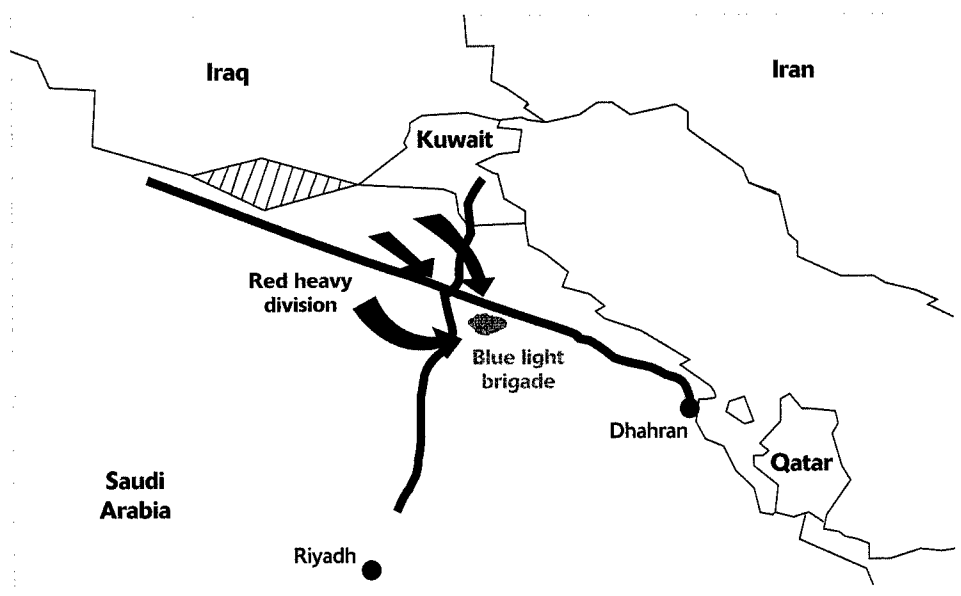 Iraq
Iran
Kuwait
Red heavy
division
Blue light
brigade
Dhahran
Qatar
Saudi
Arabia
Riyadh